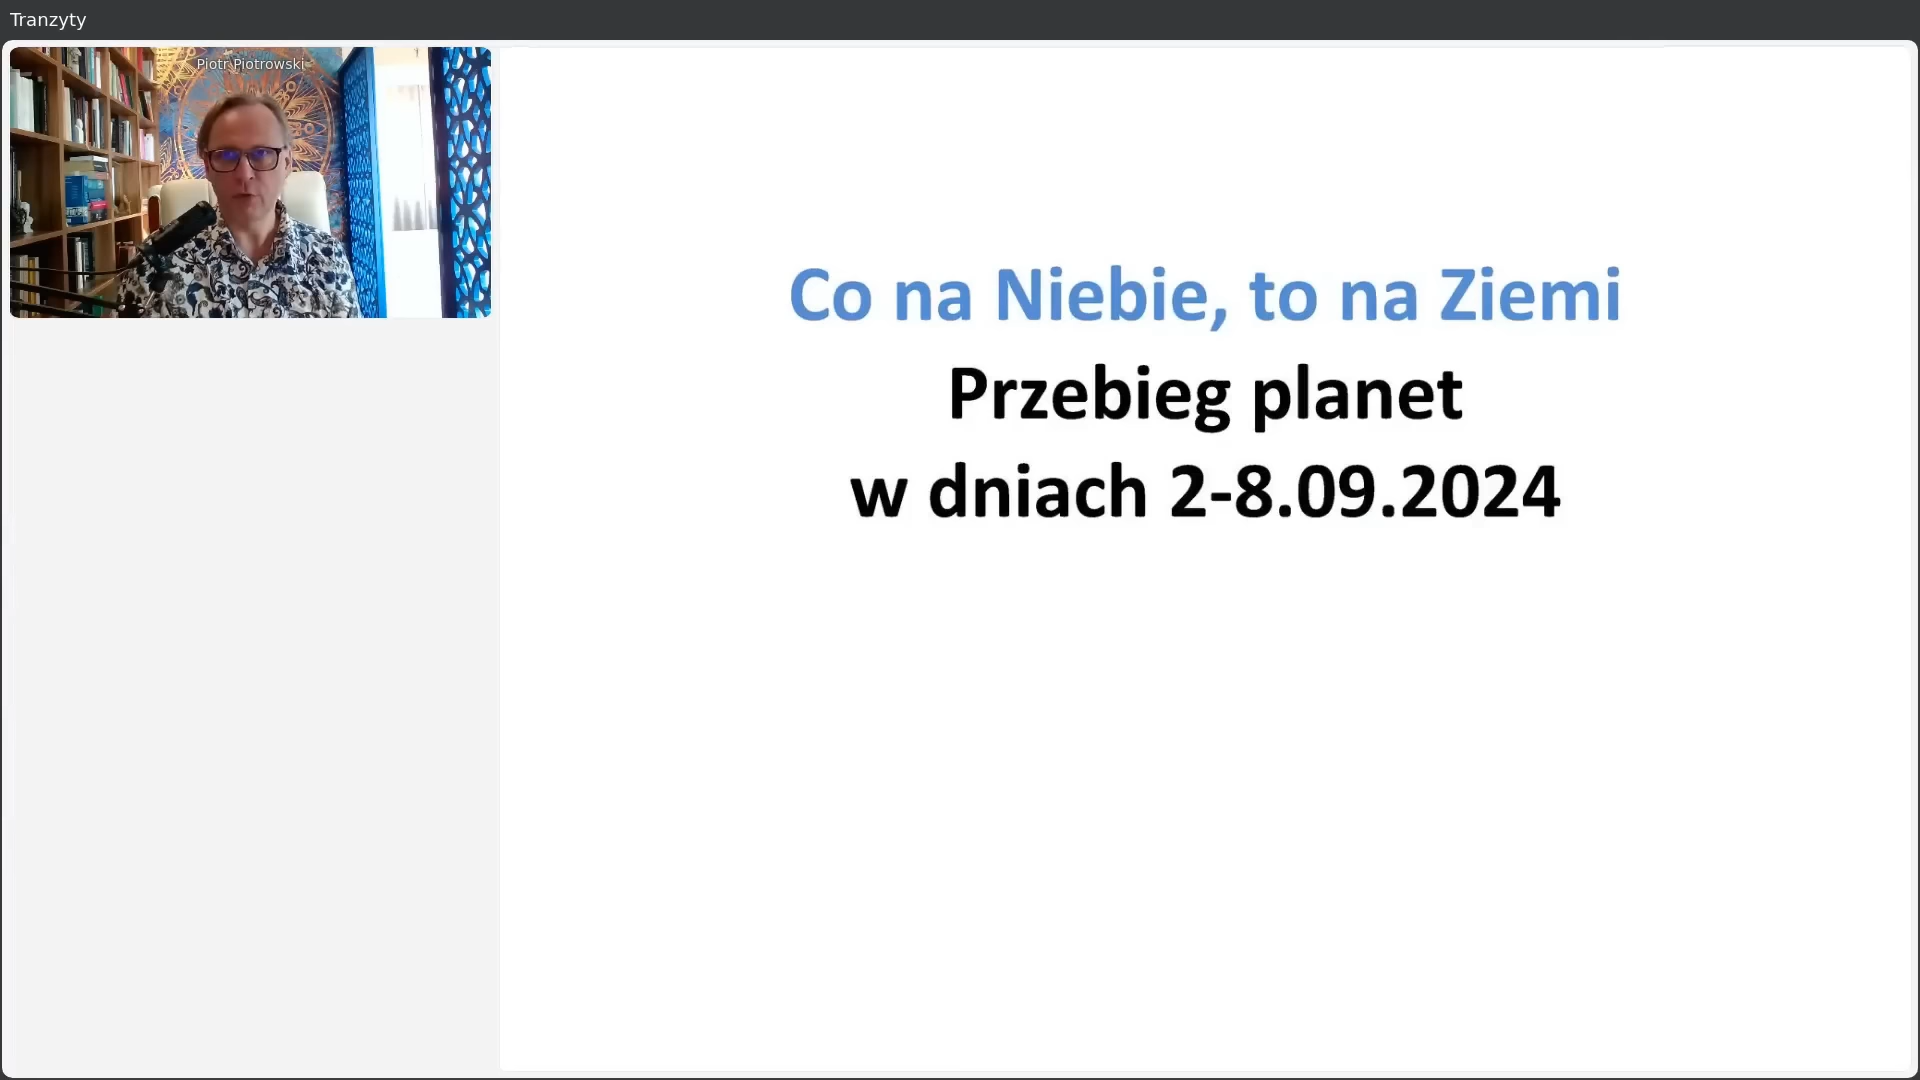 Tranzyty
Piotr Piotrowski
Co na Niebie, to na Ziemi
Przebieg planet
w dniach 2-8.09.2024